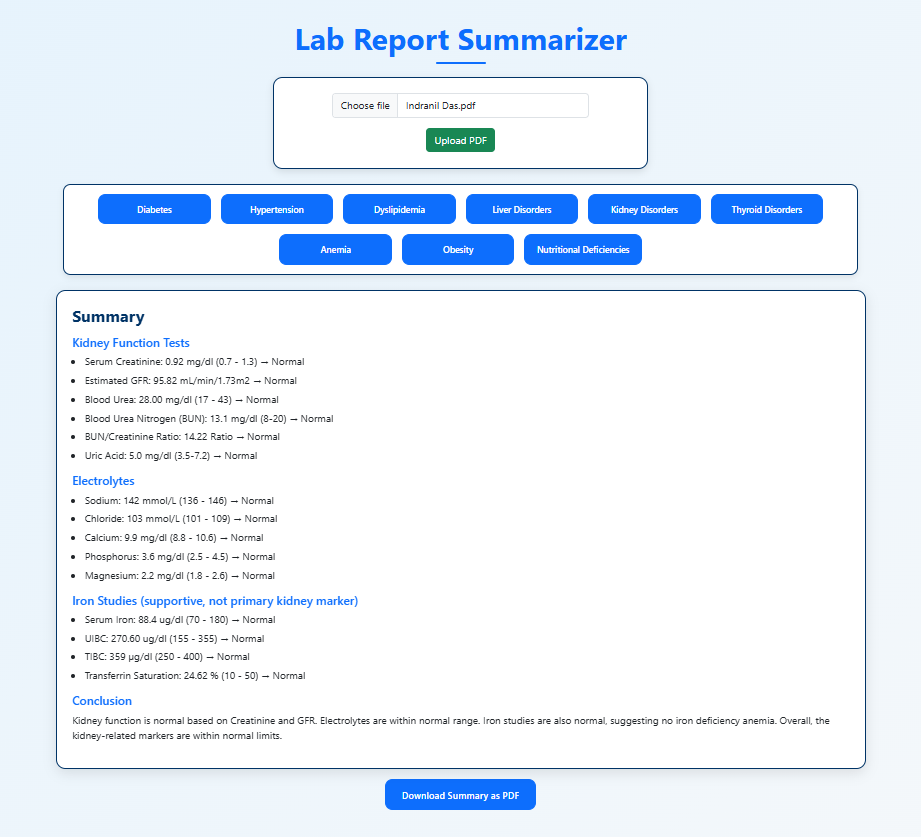 Lab Report Summarizer
Choose file Indranil Das.pdf
Upload PDF
Diabetes Hypertension Dyslipidemia Liver Disorders Kidney Disorders Thyroid Disorders
Anemia Obesity Nutritional Deficiencies
Summary
Kidney Function Tests
• Serum Creatinine: 0.92 mg/dl (0.7 - 1.3) → Normal
• Estimated GFR: 95.82 mL/min/1.73m2 → Normal
• Blood Urea: 28.00 mg/dl (17 - 43) → Normal
• Blood Urea Nitrogen (BUN): 13.1 mg/dl (8-20) → Normal
• BUN/Creatinine Ratio: 14.22 Ratio → Normal
• Uric Acid: 5.0 mg/dl (3.5-7.2) → Normal
Electrolytes
• Sodium: 142 mmol/L (136 - 146) → Normal
• Chloride: 103 mmol/L (101 - 109) → Normal
• Calcium: 9.9 mg/dl (8.8 - 10.6) → Normal
• Phosphorus: 3.6 mg/dl (2.5 - 4.5) → Normal
• Magnesium: 2.2 mg/dl (1.8 - 2.6) → Normal
Iron Studies (supportive, not primary kidney marker)
• Serum Iron: 88.4 ug/dl (70 - 180) → Normal
• UIBC: 270.60 ug/dl (155 - 355) → Normal
• TIBC: 359 µg/dl (250 - 400) → Normal
• Transferrin Saturation: 24.62 % (10 - 50) → Normal
Conclusion
Kidney function is normal based on Creatinine and GFR. Electrolytes are within normal range. Iron studies are also normal, suggesting no iron deficiency anemia. Overall, the
kidney-related markers are within normal limits.
Download Summary as PDF